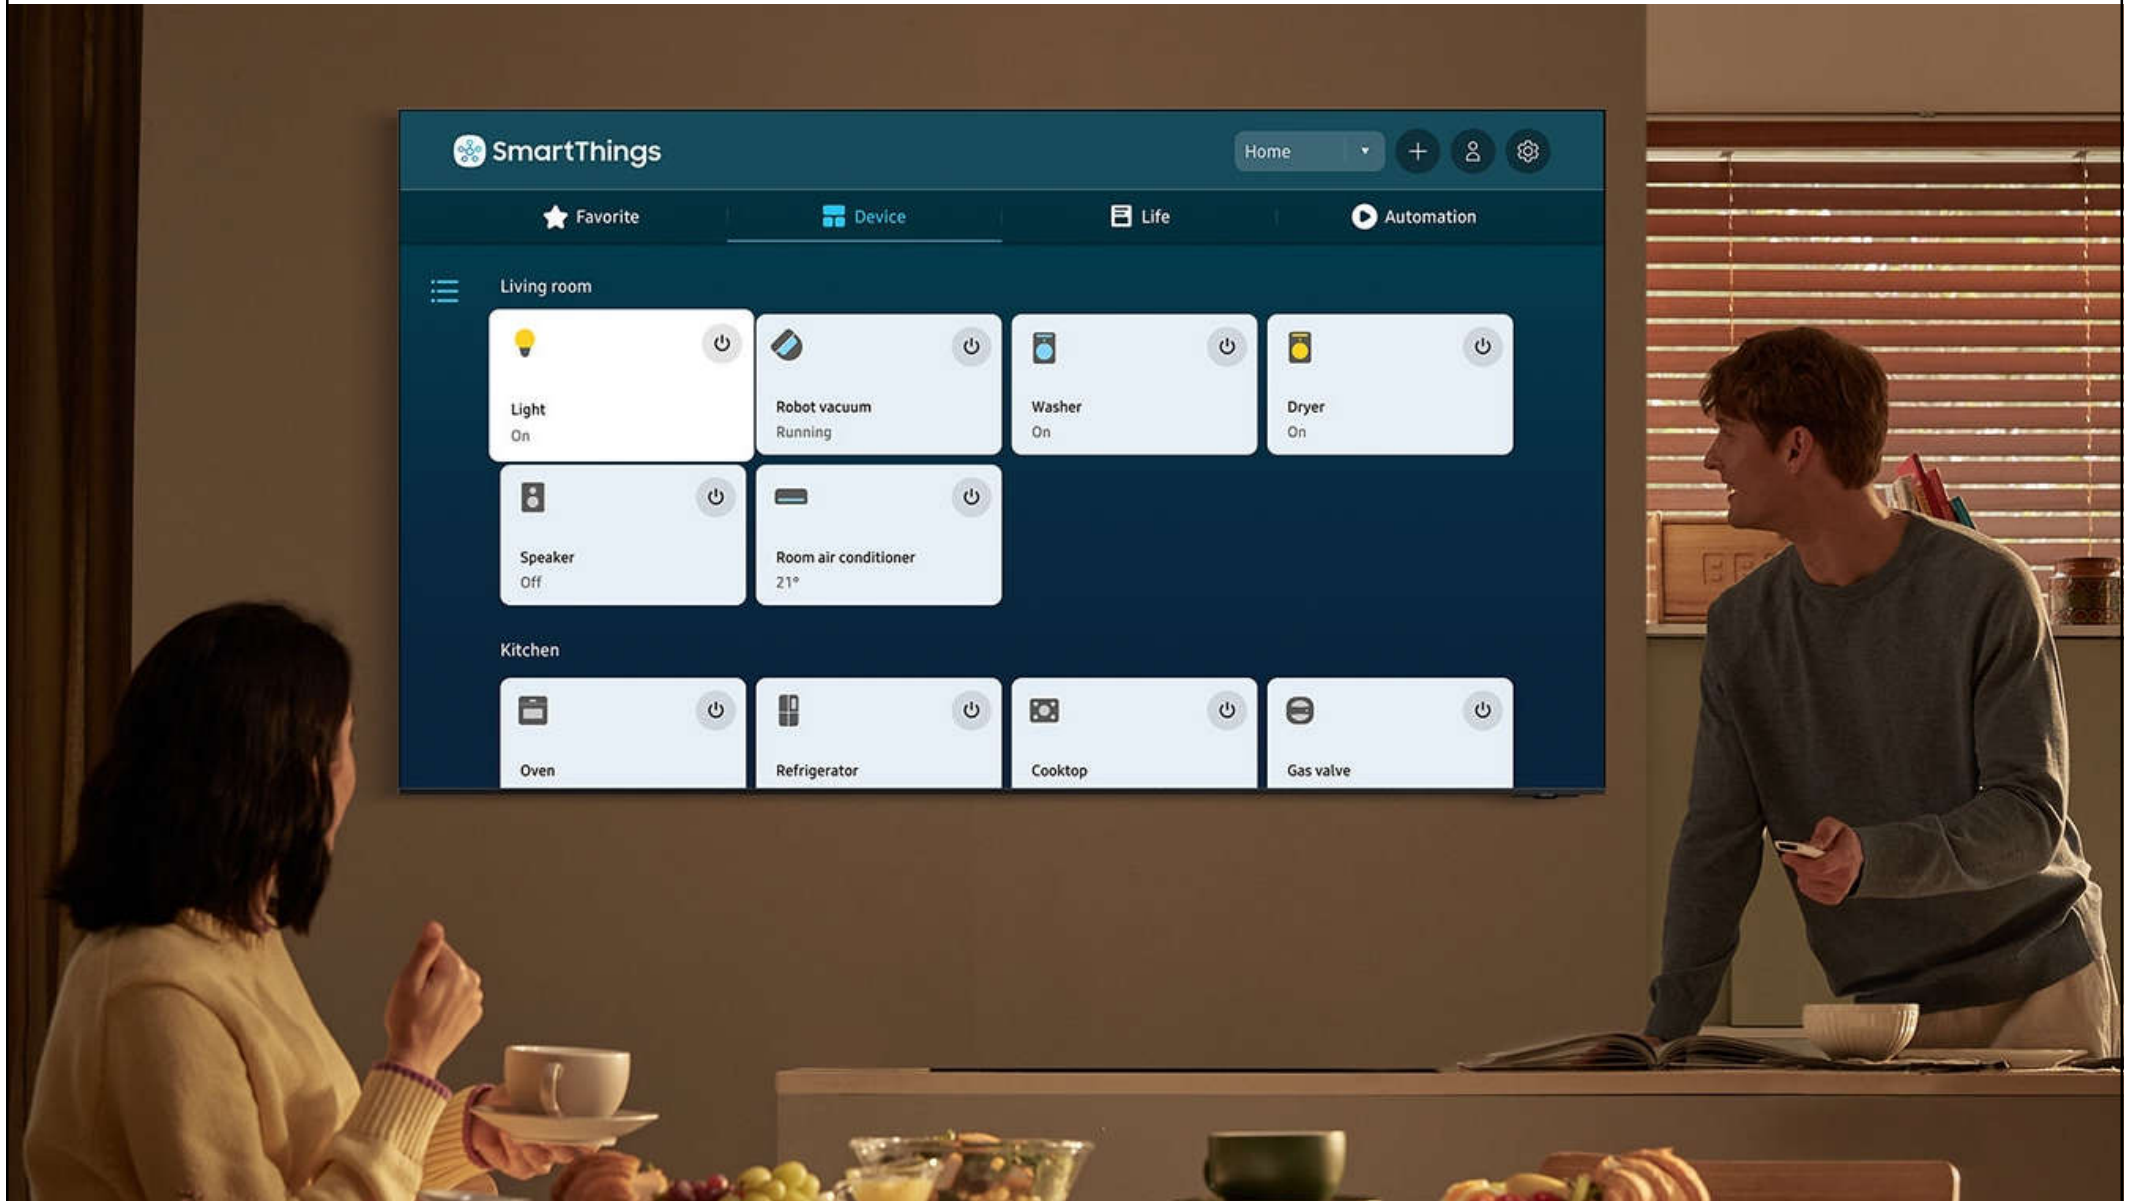 SmartThings
Home
Favorite
Device
Life
Automation
Living room
Light
On
Robot vacuum
Running
Washer
On
Dryer
On
Speaker
Off
Room air conditioner
21°
Kitchen
Oven
Refrigerator
Cooktop
Gas valve